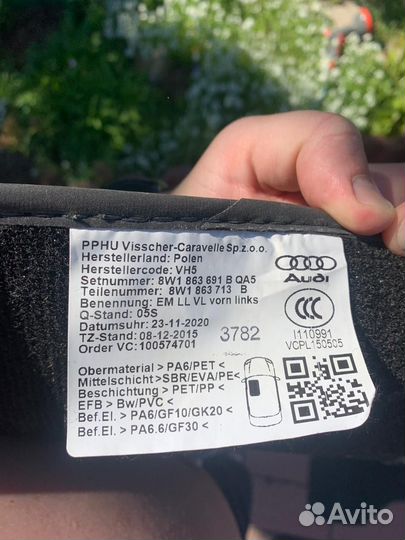 PPHU Visscher-Caravelle Sp.z.o.o.
Herstellerland: Polen
Herstellercode: VH5
Setnummer: 8W1 863 691 B QA5
Teilenummer: 8W1 863 713 B
Benennung: EM LL VL vorn links
Q-Stand: 05S
Datumsuhr: 23-11-2020
TZ-Stand: 08-12-2015
Order VC: 100574701
3782
Audi
CCC
I110991
VCPL150505
Obermaterial > PA6/PET<
Mittelschicht >SBR/EVA/PE<
Beschichtung > PET/PP <
EFB > Bw/PVC <
Bef.El. > PA6/GF10/GK20 <
Bef.El. > PA6.6/GF30 <
Avito